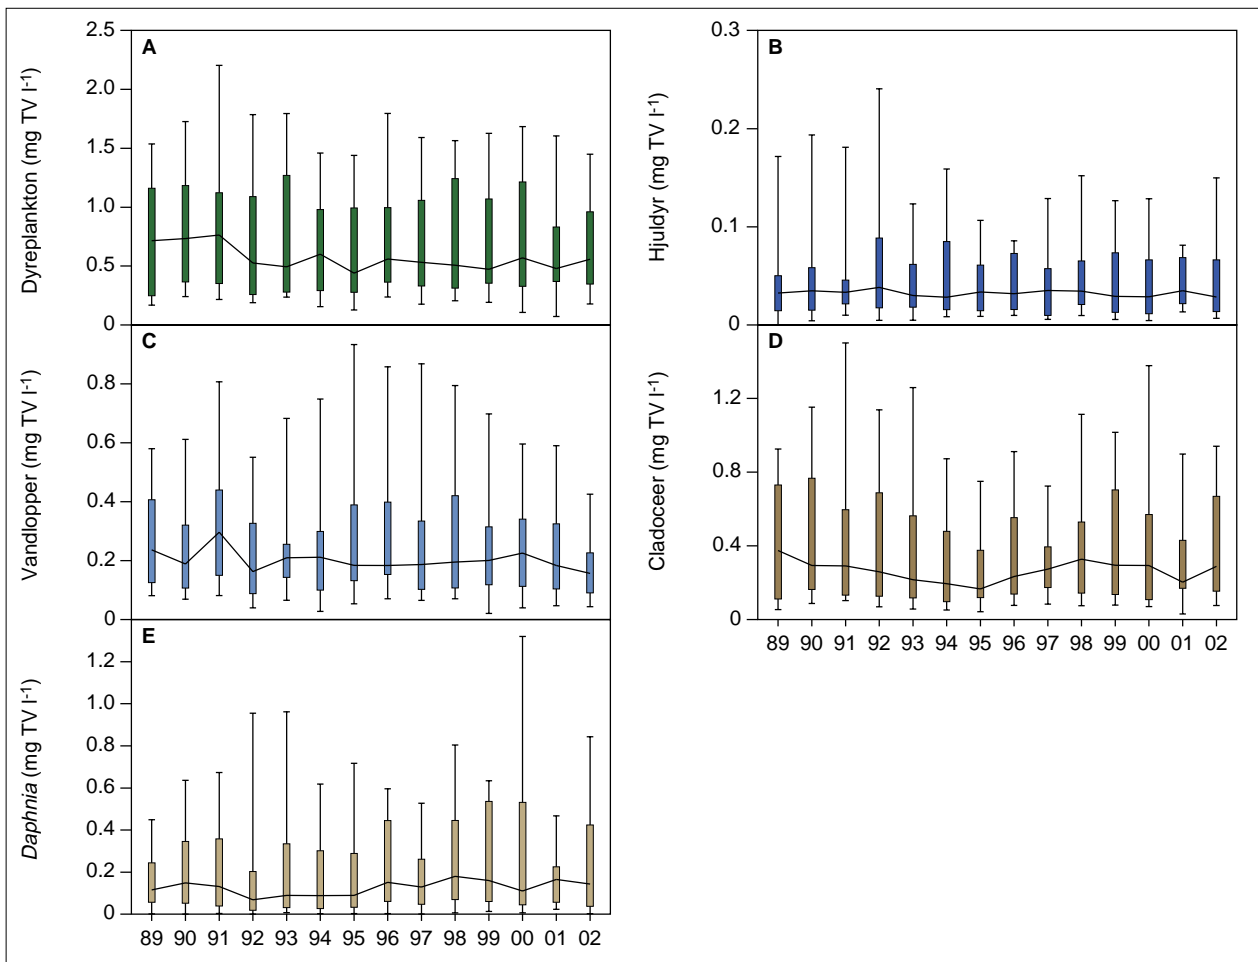 A
Dyreplankton (mg TV l-1)
2.5
2.0
1.5
1.0
0.5
0
B
Hjuldyr (mg TV l-1)
0.3
0.2
0.1
0
C
Vandlopper (mg TV l-1)
0.8
0.6
0.4
0.2
0
D
Cladoceer (mg TV l-1)
1.2
0.8
0.4
0
89 90 91 92 93 94 95 96 97 98 99 00 01 02
E
Daphnia (mg TV l-1)
1.2
1.0
0.8
0.6
0.4
0.2
0
89 90 91 92 93 94 95 96 97 98 99 00 01 02